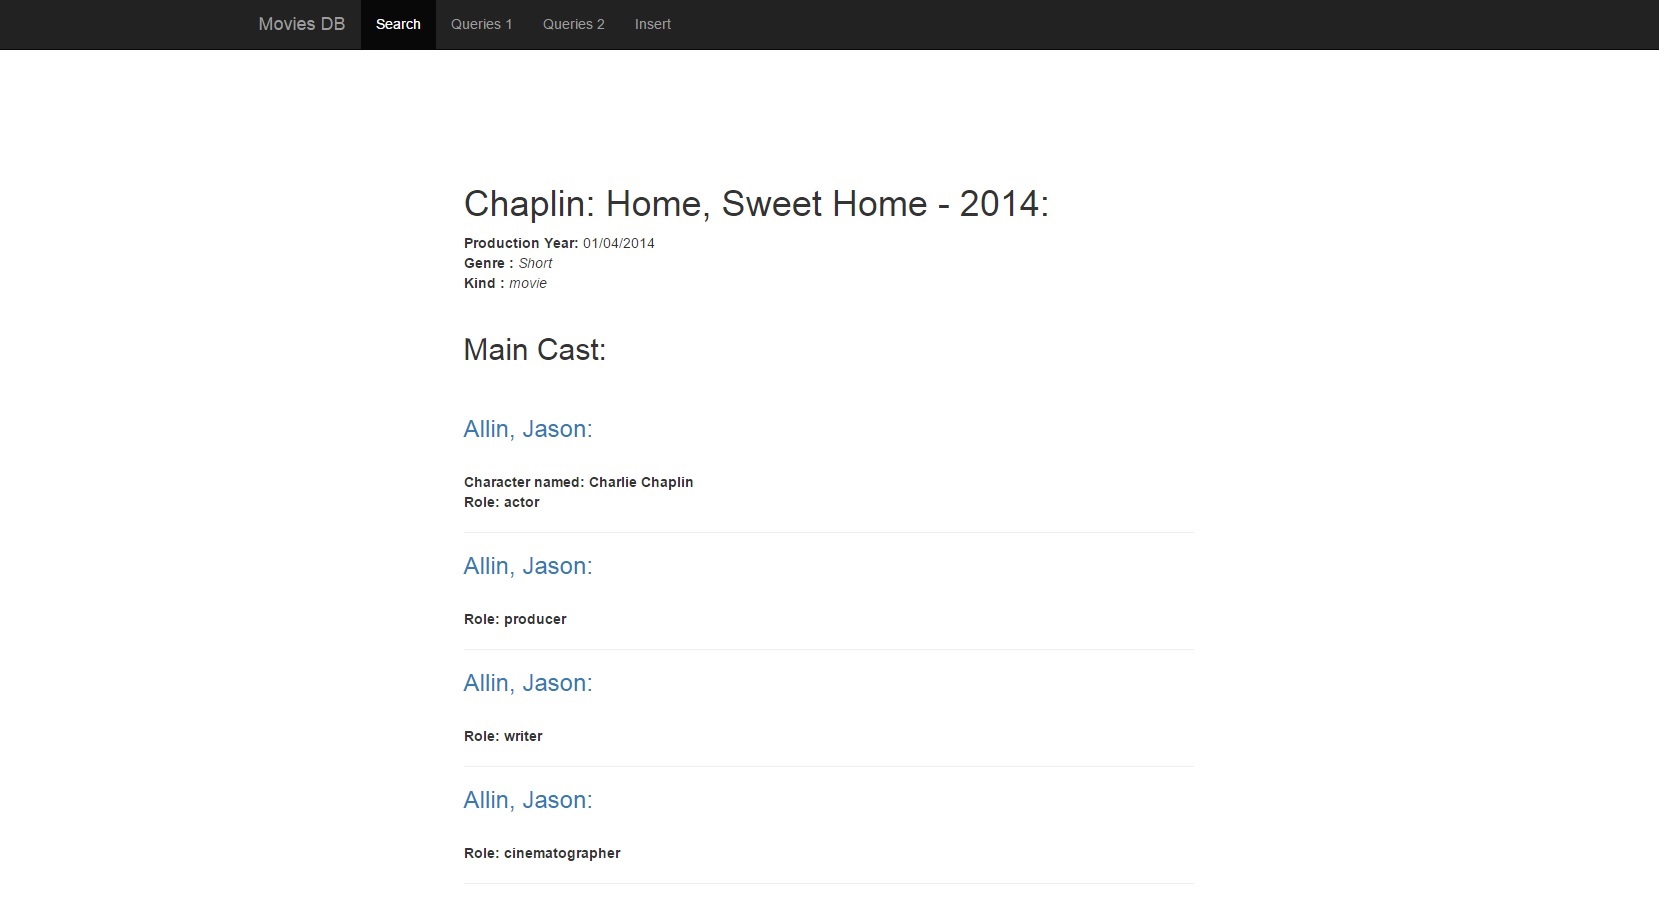 Movies DB Search Queries 1 Queries 2 Insert
Chaplin: Home, Sweet Home - 2014:
Production Year: 01/04/2014
Genre : Short
Kind : movie
Main Cast:
Allin, Jason:
Character named: Charlie Chaplin
Role: actor
Allin, Jason:
Role: producer
Allin, Jason:
Role: writer
Allin, Jason:
Role: cinematographer